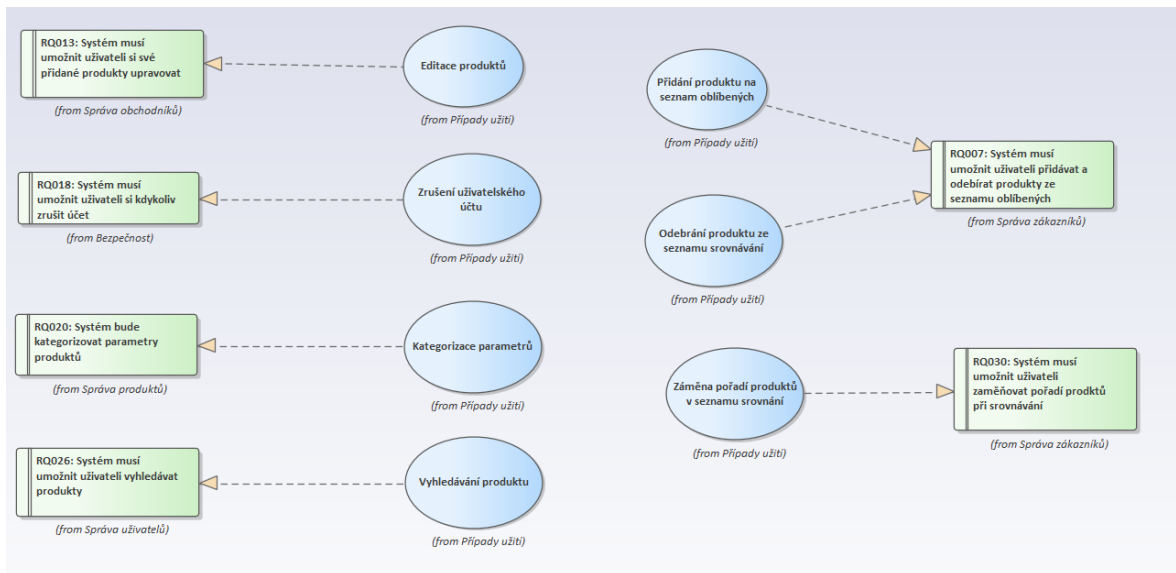 RQ013: Systém musí
umožnit uživateli si své
přidané produkty upravovat
(from Správa obchodníků)
Editace produktů
(from Případy užití)
RQ018: Systém musí
umožnit uživateli si kdykoliv
zrušit účet
(from Bezpečnost)
Zrušení uživatelského
účtu
(from Případy užití)
RQ020: Systém bude
kategorizovat parametry
produktů
(from Správa produktů)
Kategorizace parametrů
(from Případy užití)
RQ026: Systém musí
umožnit uživateli vyhledávat
produkty
(from Správa uživatelů)
Vyhledávání produktu
(from Případy užití)
Přidání produktu na
seznam oblíbených
(from Případy užití)
RQ007: Systém musí
umožnit uživateli přidávat a
odebírat produkty ze
seznamu oblíbených
(from Správa zákazníků)
Odebrání produktu ze
seznamu srovnávání
(from Případy užití)
Záměna pořadí produktů
v seznamu srovnání
(from Případy užití)
RQ030: Systém musí
umožnit uživateli
zaměňovat pořadí prodktů
při srovnávání
(from Správa zákazníků)